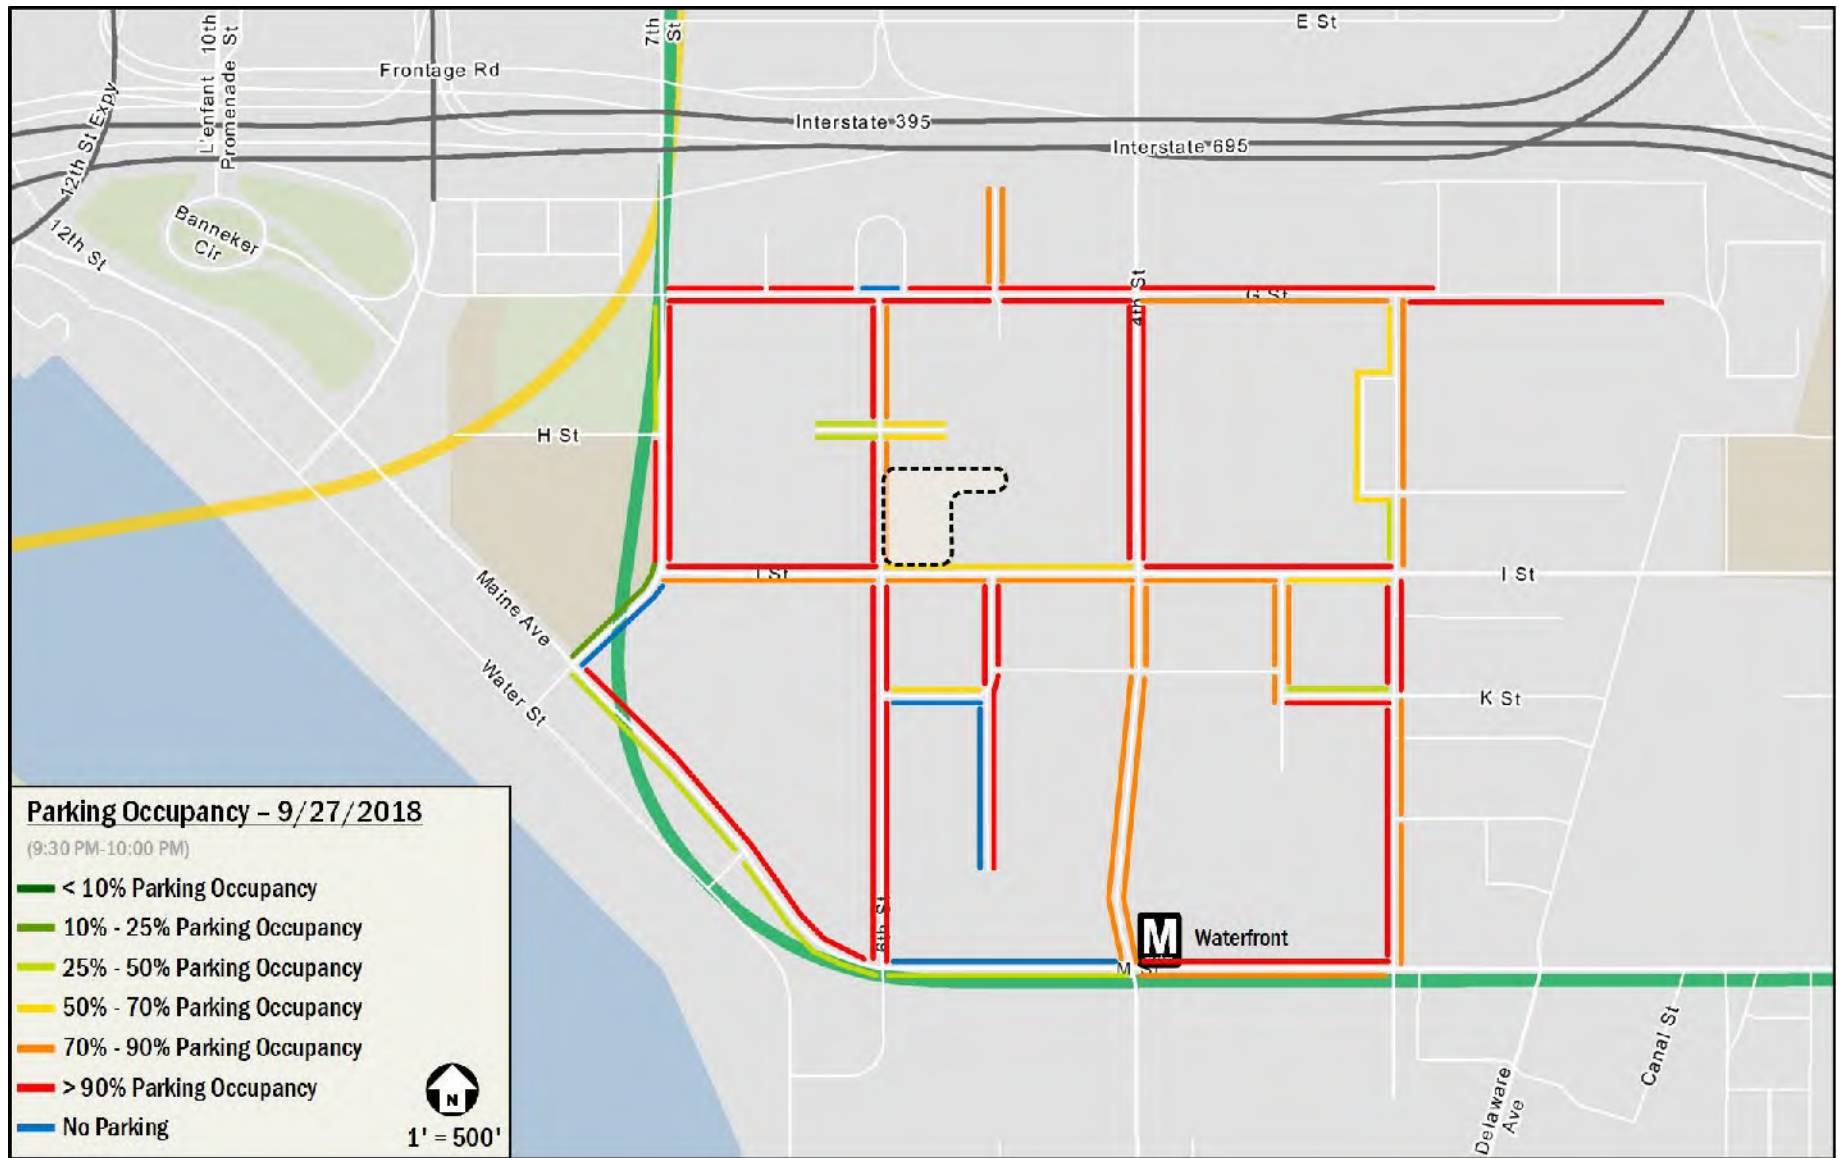 E St
7th St
10th St
L'enfant Promenade
Frontage Rd
12th St Expy
Interstate 395
Interstate 695
Banneker Cir
12th St
4th St
G St
H St
I St
I St
Maine Ave
Water St
K St
6th St
M St
M
Waterfront
Canal St
Delaware Ave
Parking Occupancy – 9/27/2018
(9:30 PM-10:00 PM)
< 10% Parking Occupancy
10% - 25% Parking Occupancy
25% - 50% Parking Occupancy
50% - 70% Parking Occupancy
70% - 90% Parking Occupancy
> 90% Parking Occupancy
No Parking
N
1' = 500'